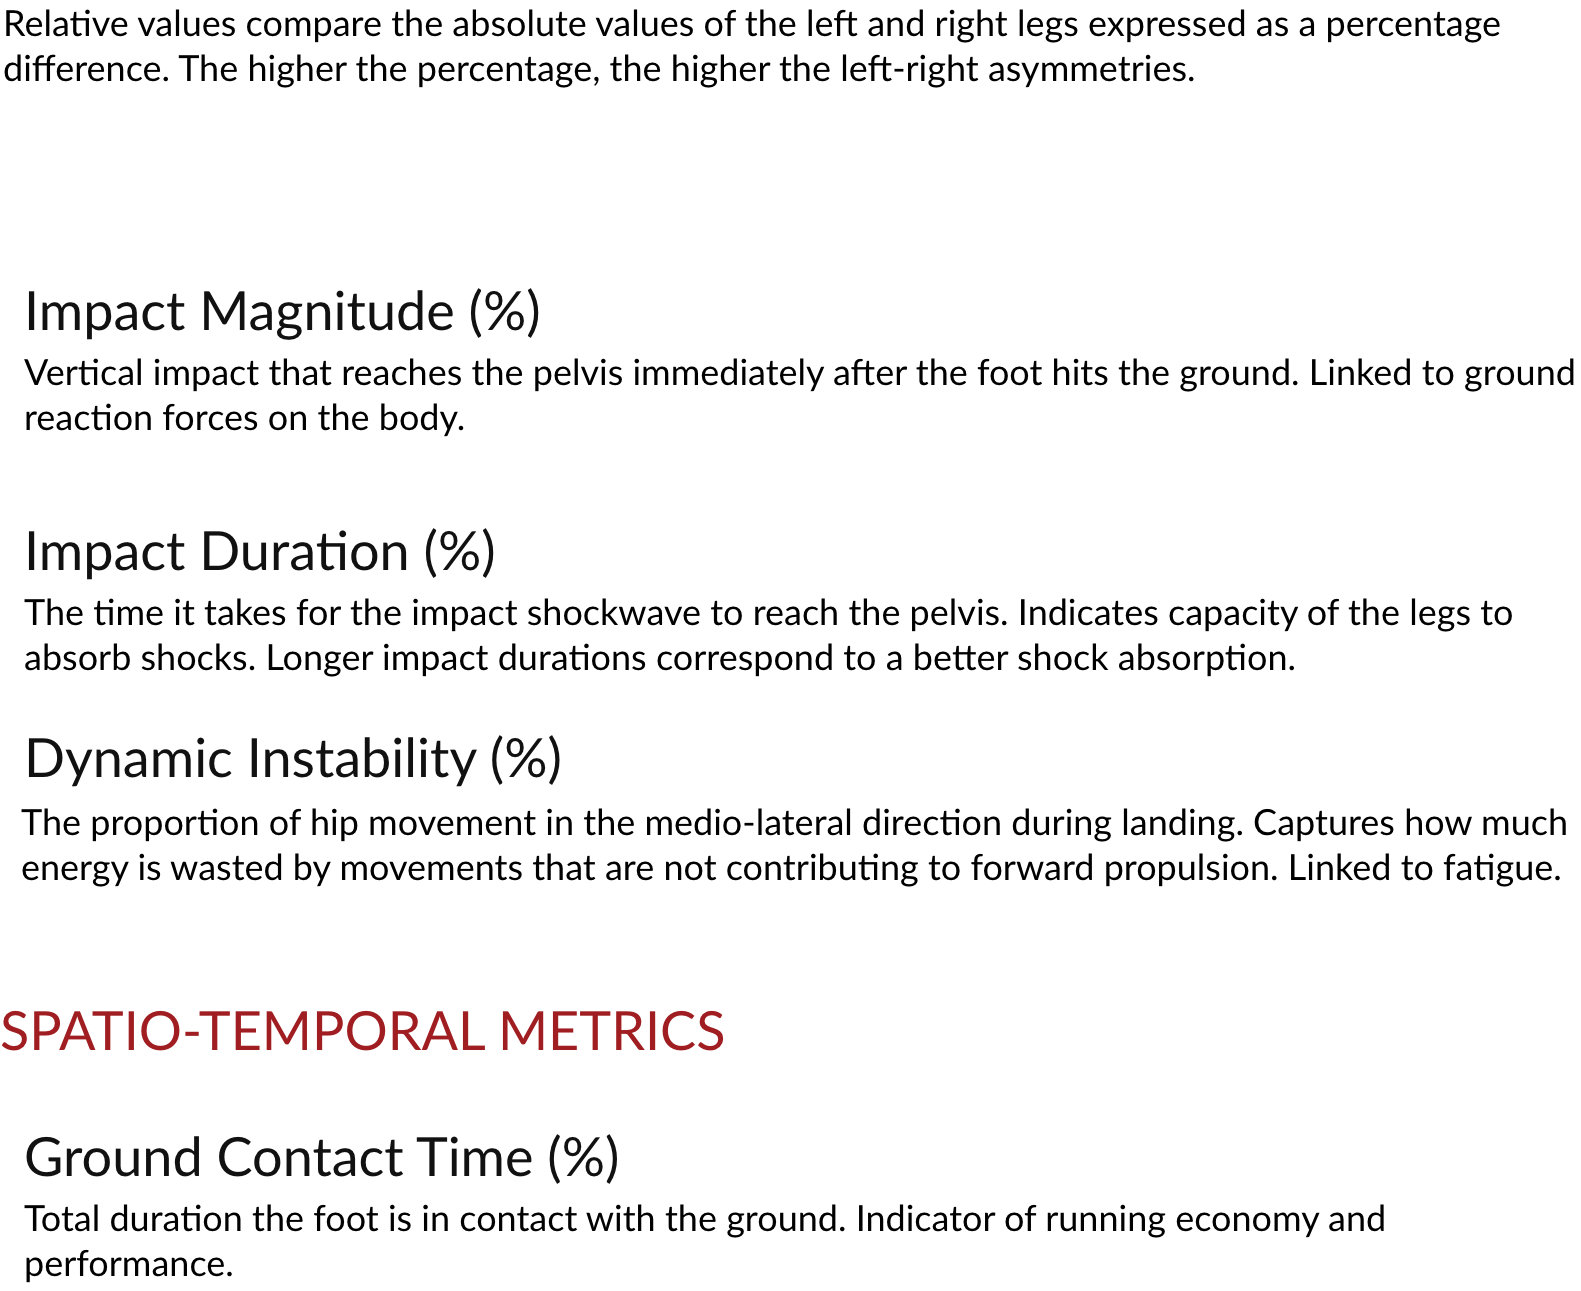 Relative values compare the absolute values of the left and right legs expressed as a percentage
difference. The higher the percentage, the higher the left-right asymmetries.
Impact Magnitude (%)
Vertical impact that reaches the pelvis immediately after the foot hits the ground. Linked to ground
reaction forces on the body.
Impact Duration (%)
The time it takes for the impact shockwave to reach the pelvis. Indicates capacity of the legs to
absorb shocks. Longer impact durations correspond to a better shock absorption.
Dynamic Instability (%)
The proportion of hip movement in the medio-lateral direction during landing. Captures how much
energy is wasted by movements that are not contributing to forward propulsion. Linked to fatigue.
SPATIO-TEMPORAL METRICS
Ground Contact Time (%)
Total duration the foot is in contact with the ground. Indicator of running economy and
performance.